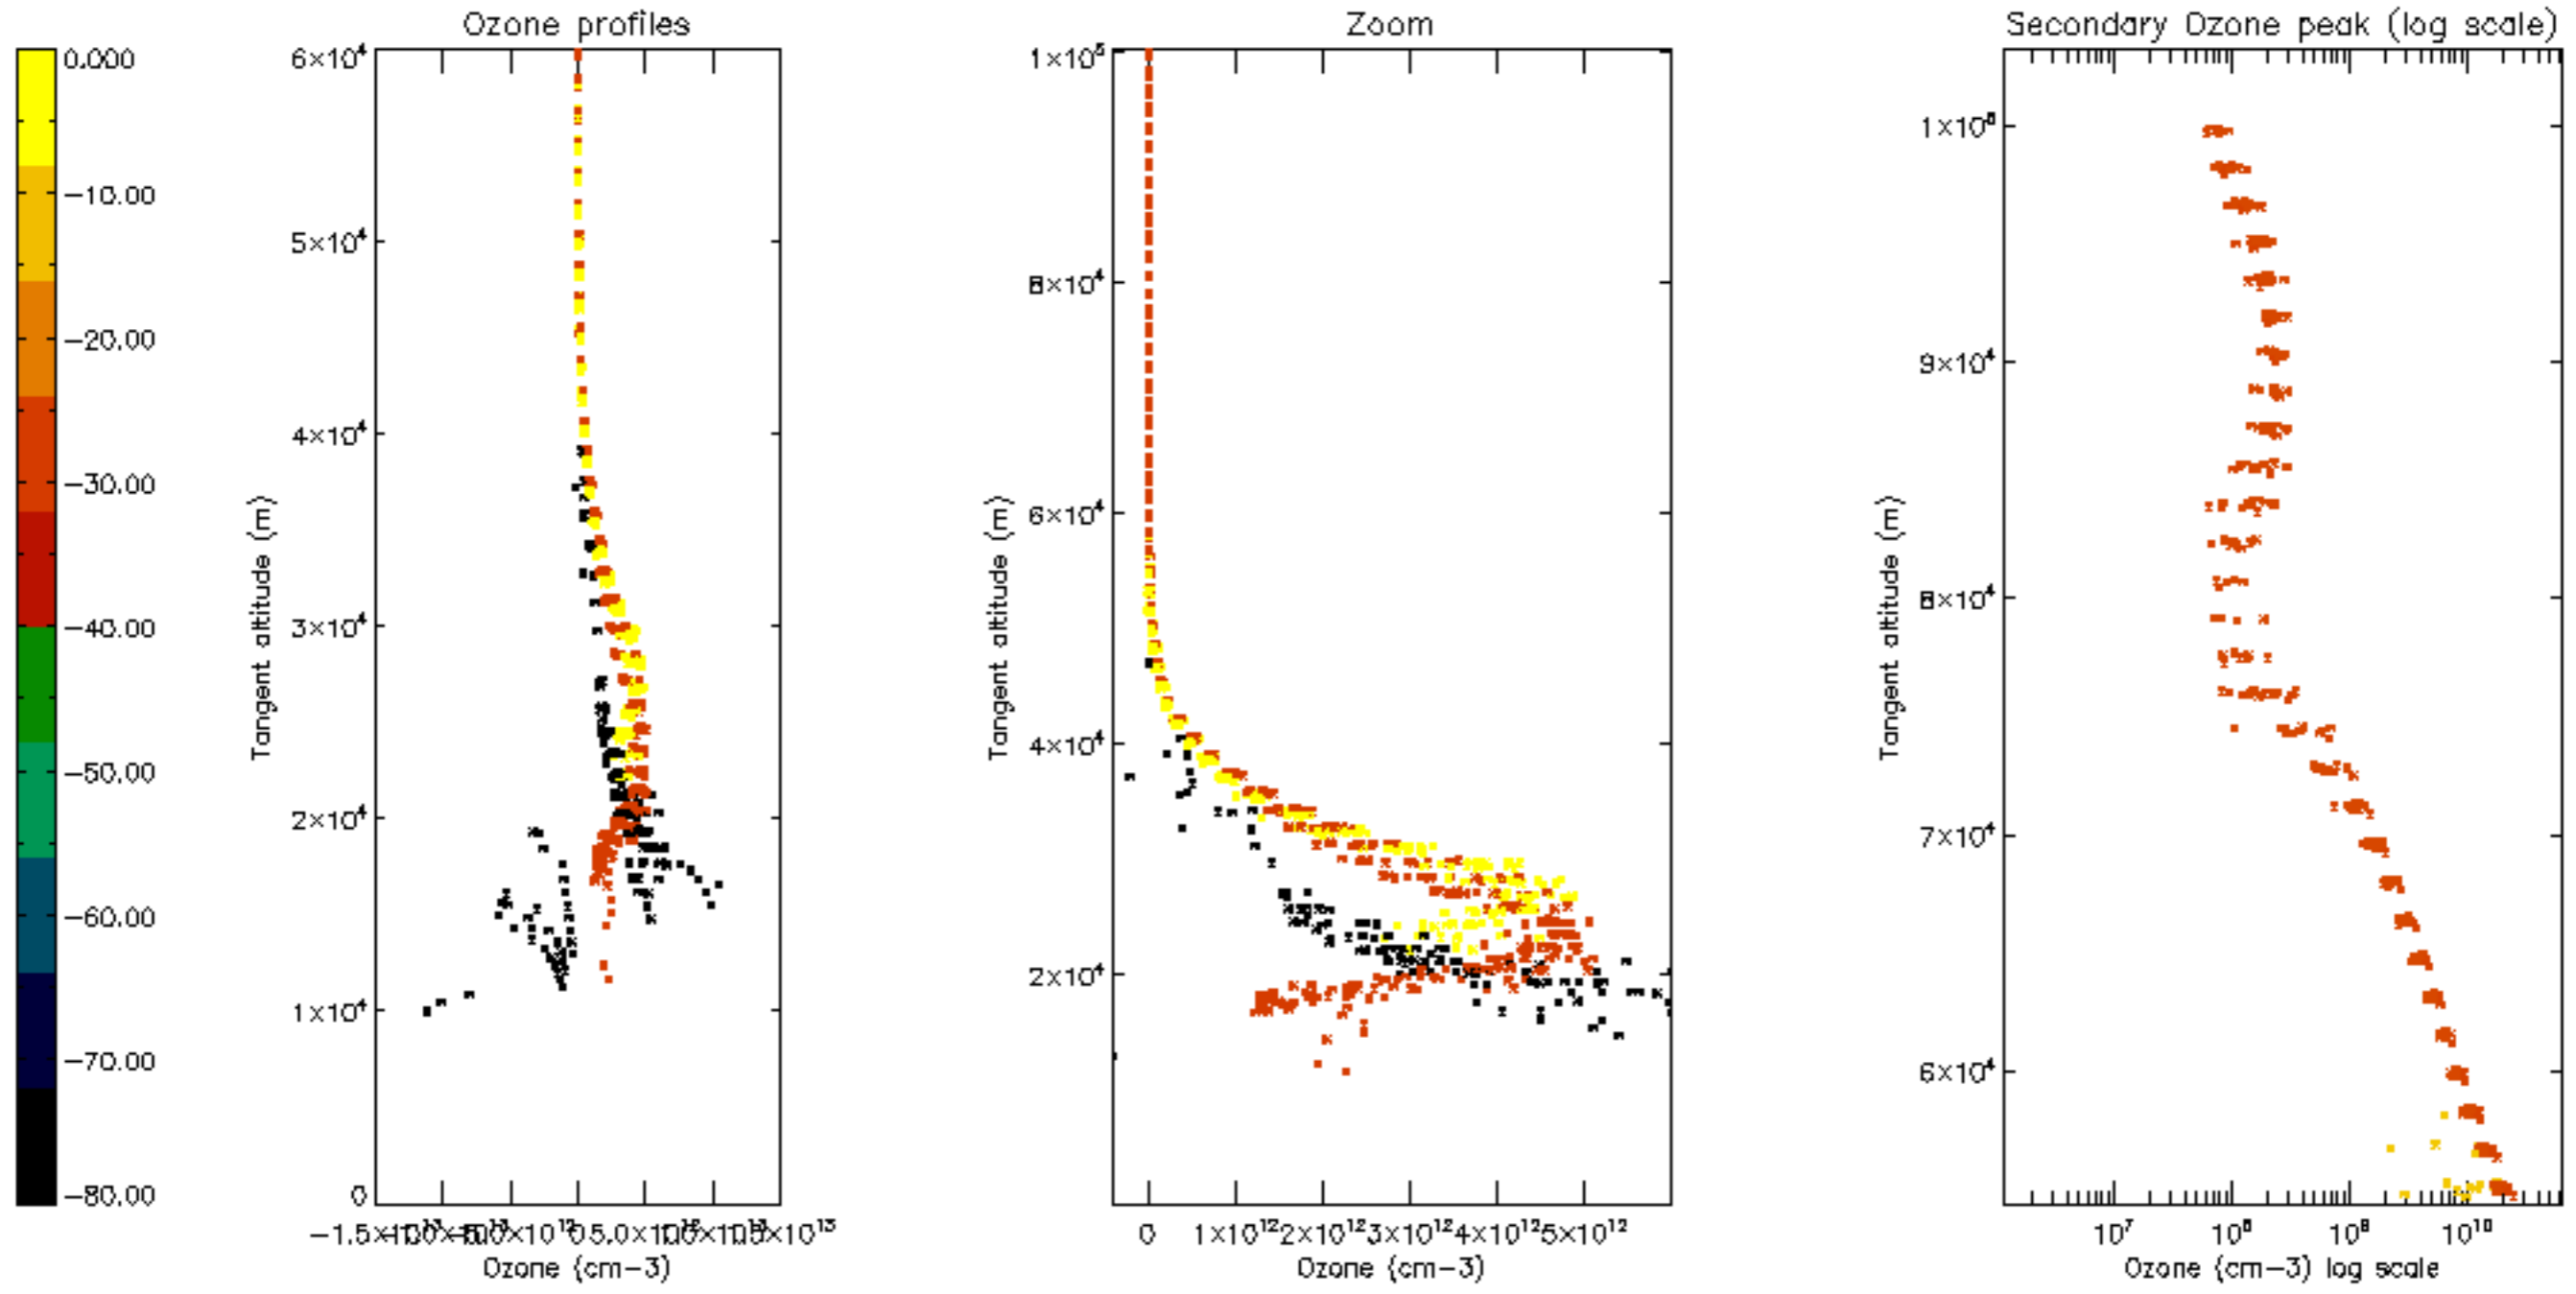 Ozone profiles
Zoom
Secondary Ozone peak (log scale)
0.000
-10.00
-20.00
-30.00
-40.00
-50.00
-60.00
-70.00
-80.00
6×10⁴
5×10⁴
4×10⁴
3×10⁴
2×10⁴
1×10⁴
0
Tangent altitude (m)
Ozone (cm-3)
1×10⁵
8×10⁴
6×10⁴
4×10⁴
2×10⁴
Tangent altitude (m)
0 1×10¹² 2×10¹² 3×10¹² 4×10¹² 5×10¹²
Ozone (cm-3)
9×10⁴
8×10⁴
7×10⁴
6×10⁴
Tangent altitude (m)
10⁷ 10⁸ 10⁹ 10¹⁰
Ozone (cm-3) log scale